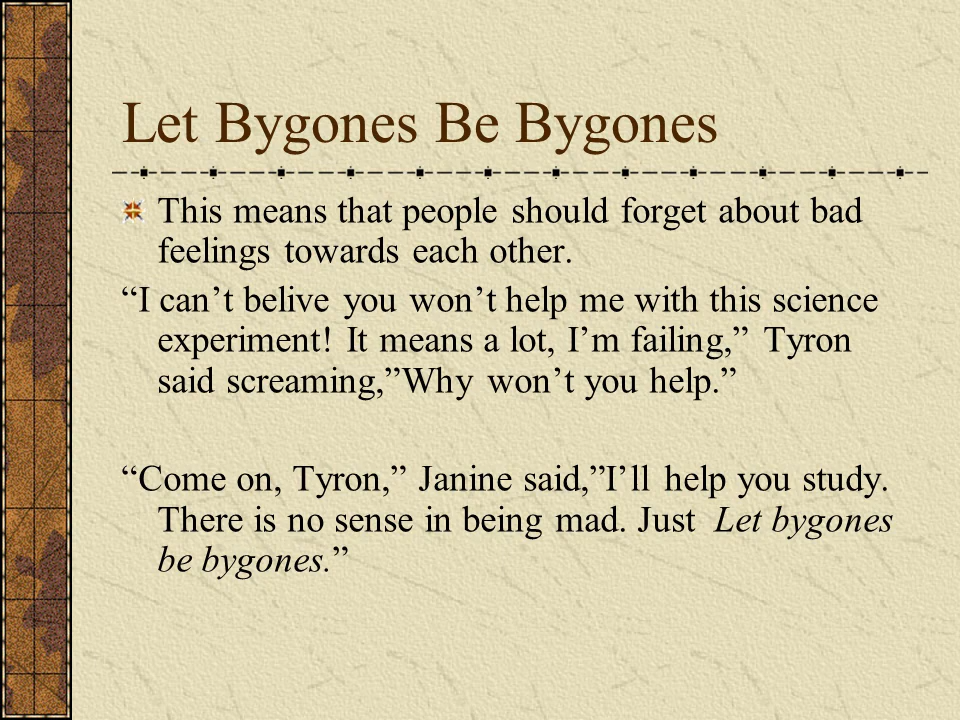 Let Bygones Be Bygones
This means that people should forget about bad
feelings towards each other.
“I can’t belive you won’t help me with this science
experiment! It means a lot, I’m failing,” Tyron
said screaming,”Why won’t you help.”
“Come on, Tyron,” Janine said,”I’ll help you study.
There is no sense in being mad. Just Let bygones
be bygones.”